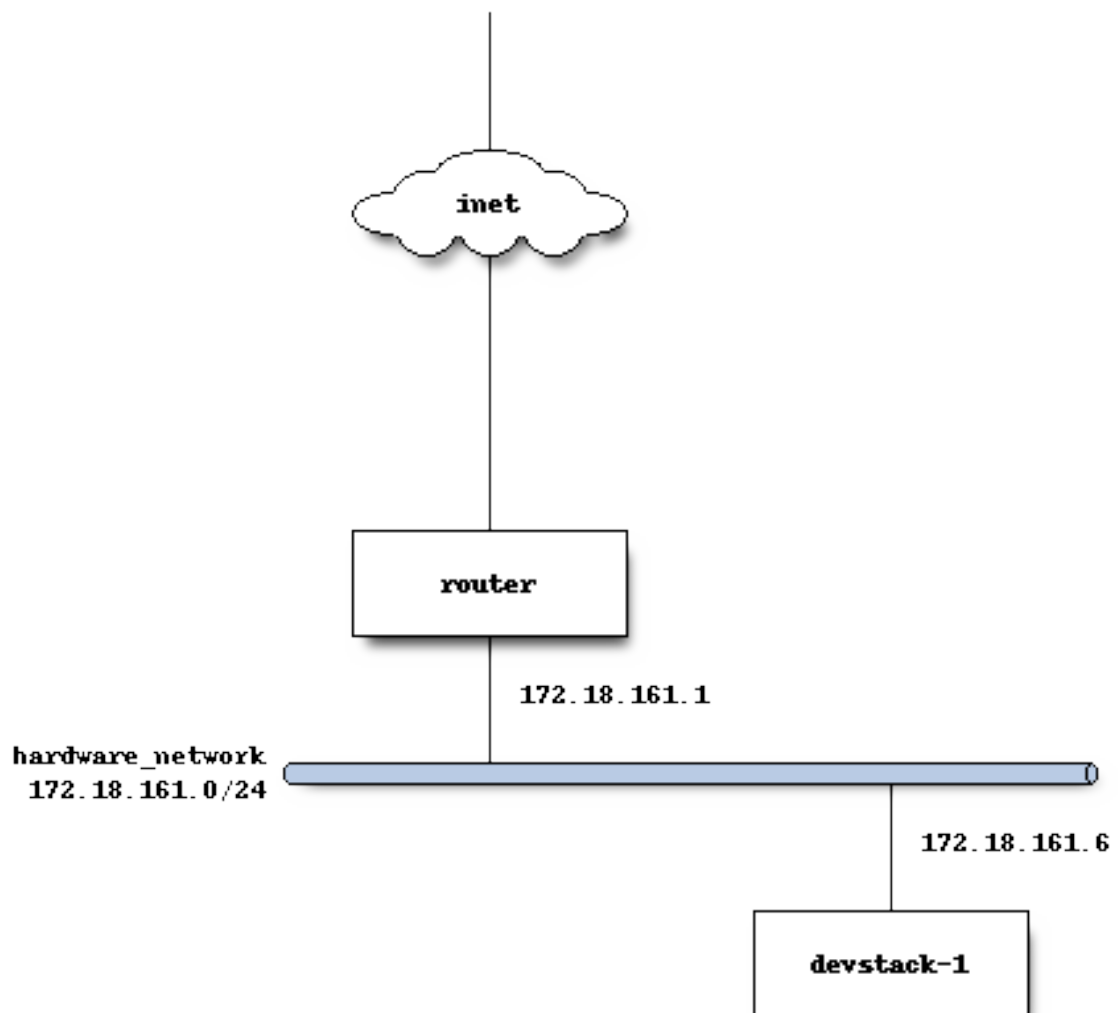 inet
router
172.18.161.1
hardware_network
172.18.161.0/24
172.18.161.6
devstack-1